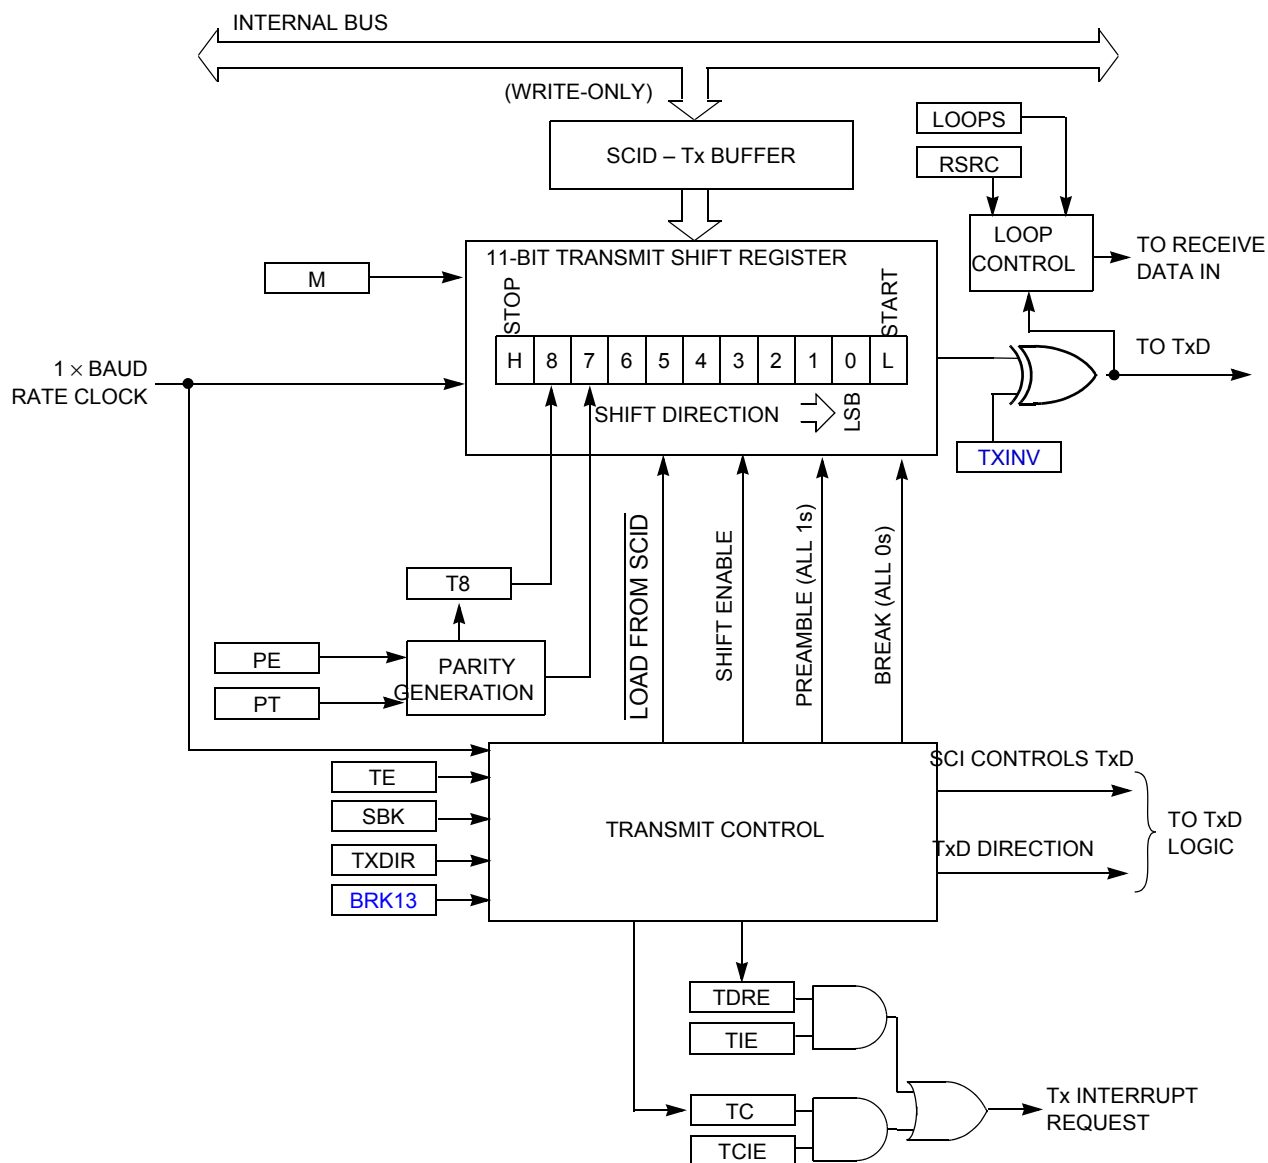 INTERNAL BUS
(WRITE-ONLY)
LOOPS
SCID – Tx BUFFER
RSRC
11-BIT TRANSMIT SHIFT REGISTER
LOOP
CONTROL
TO RECEIVE
DATA IN
M
STOP
START
H 8 7 6 5 4 3 2 1 0 L
TO TxD
1 × BAUD
RATE CLOCK
SHIFT DIRECTION
LSB
TXINV
LOAD FROM SCID
SHIFT ENABLE
PREAMBLE (ALL 1s)
BREAK (ALL 0s)
T8
PE
PT
PARITY
GENERATION
SCI CONTROLS TxD
TE
SBK
TXDIR
BRK13
TRANSMIT CONTROL
TxD DIRECTION
TO TxD
LOGIC
TDRE
TIE
TC
TCIE
Tx INTERRUPT
REQUEST